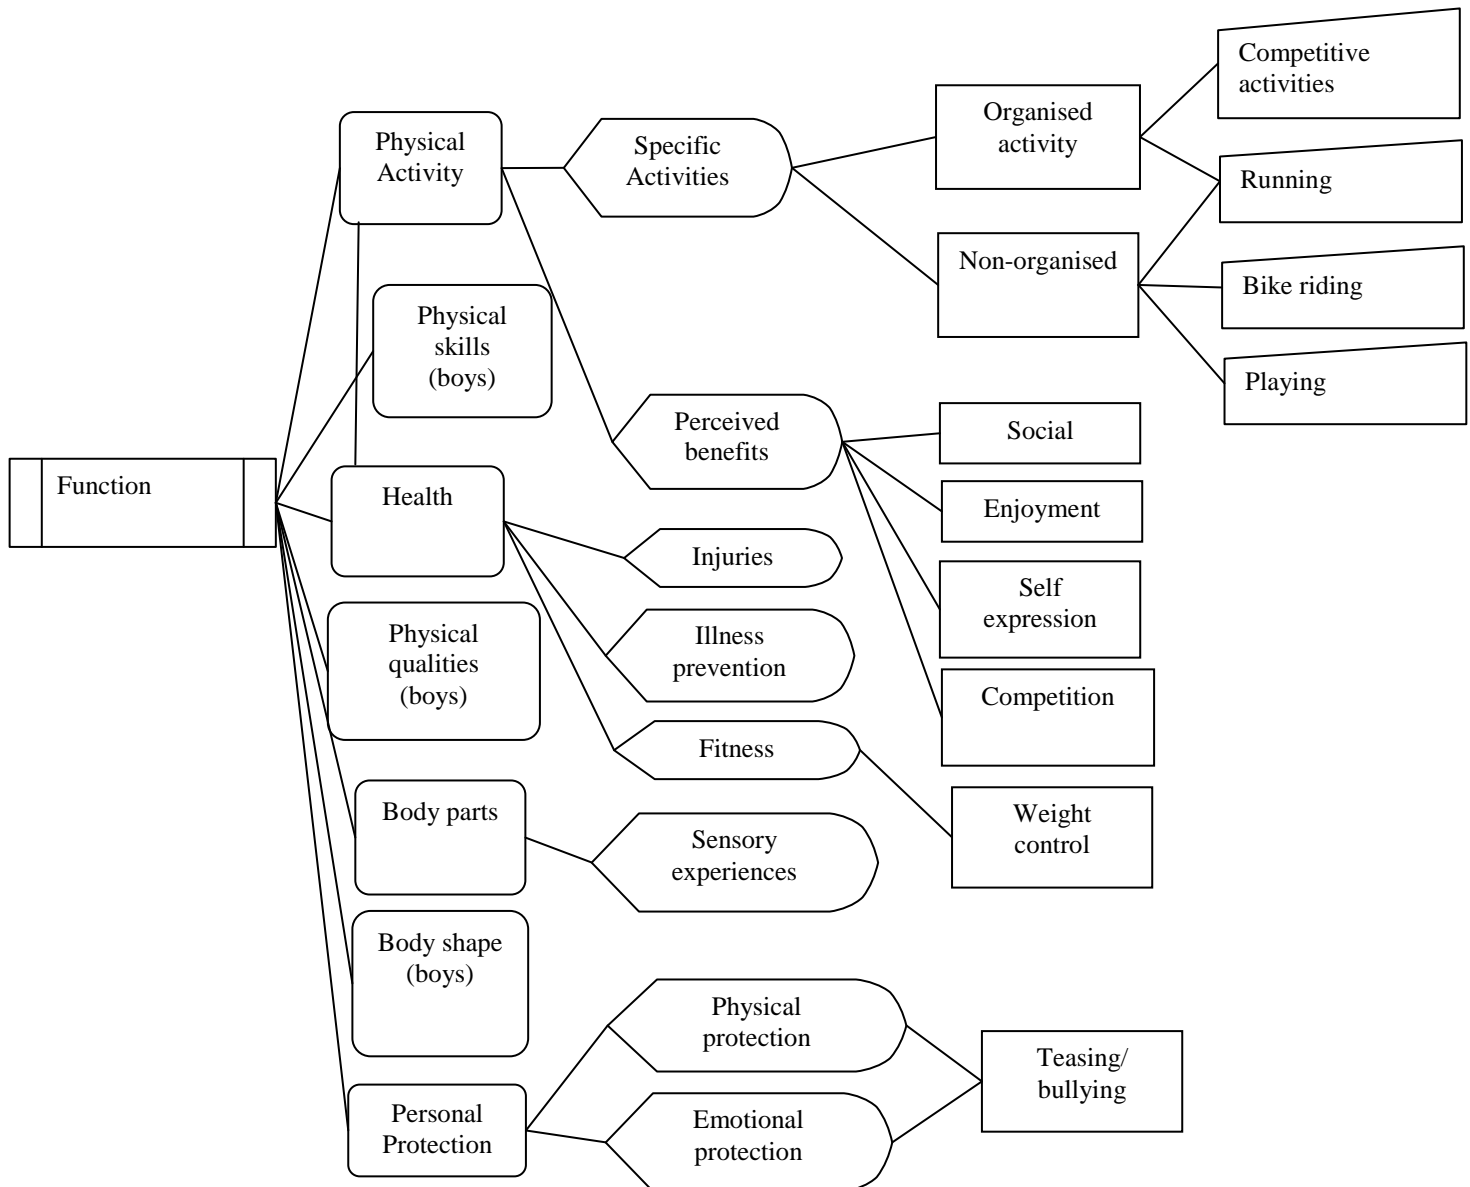 Function
Physical
Activity
Physical
skills
(boys)
Health
Physical
qualities
(boys)
Body parts
Body shape
(boys)
Personal
Protection
Specific
Activities
Perceived
benefits
Injuries
Illness
prevention
Fitness
Sensory
experiences
Physical
protection
Emotional
protection
Organised
activity
Non-organised
Social
Enjoyment
Self
expression
Competition
Weight
control
Teasing/
bullying
Competitive
activities
Running
Bike riding
Playing